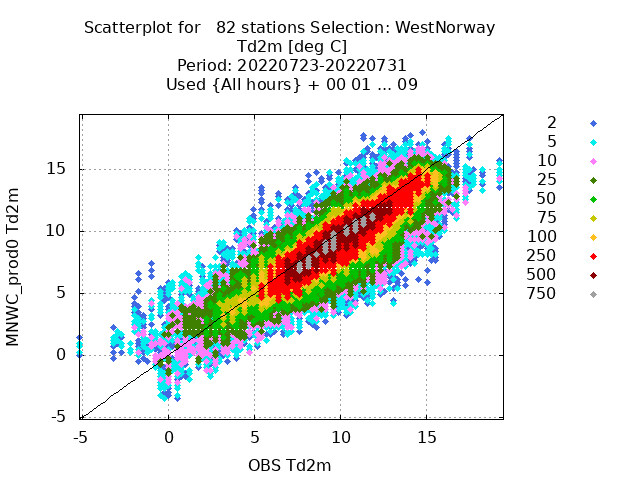 Scatterplot for   82 stations Selection: WestNorway
Td2m [deg C]
Period: 20220723-20220731
Used {All hours} + 00 01 ... 09
2
5
10
25
50
75
100
250
500
750
15
10
5
0
-5
-5 0 5 10 15
MNWC_prod0 Td2m
OBS Td2m